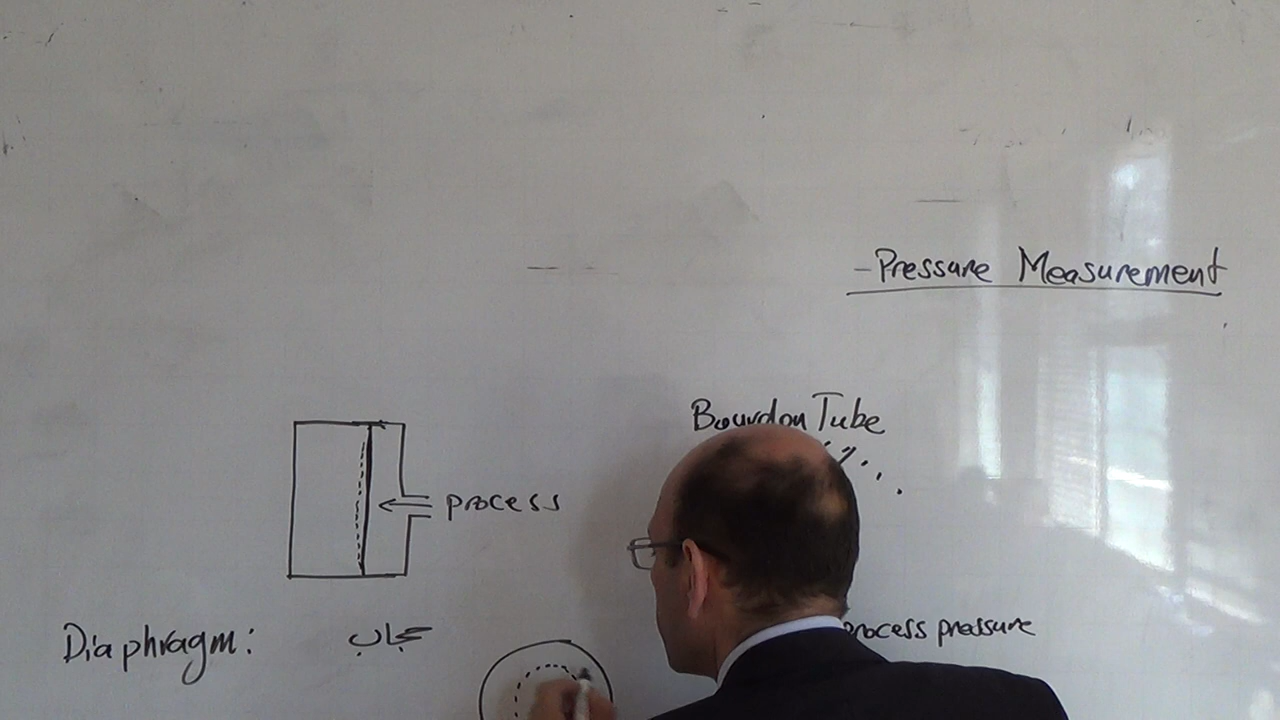 -Pressure Measurement
Bourdon Tube
process
Diaphragm: حجاب
process pressure